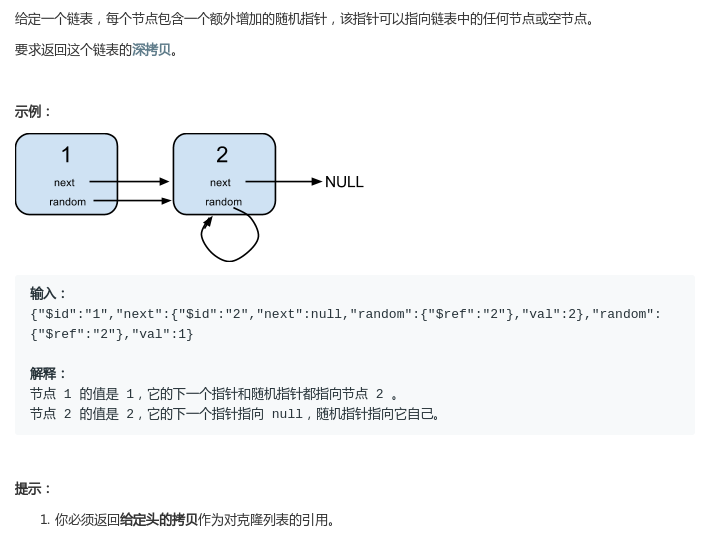 给定一个链表，每个节点包含一个额外增加的随机指针，该指针可以指向链表中的任何节点或空节点。
要求返回这个链表的深拷贝。
示例：
1
2
next
next
NULL
random
random
输入：
{"$id":"1","next":{"$id":"2","next":null,"random":{"$ref":"2"},"val":2},"random":
{"$ref":"2"},"val":1}
解释：
节点 1 的值是 1，它的下一个指针和随机指针都指向节点 2 。
节点 2 的值是 2，它的下一个指针指向 null，随机指针指向它自己。
提示：
1. 你必须返回给定头的拷贝作为对克隆列表的引用。